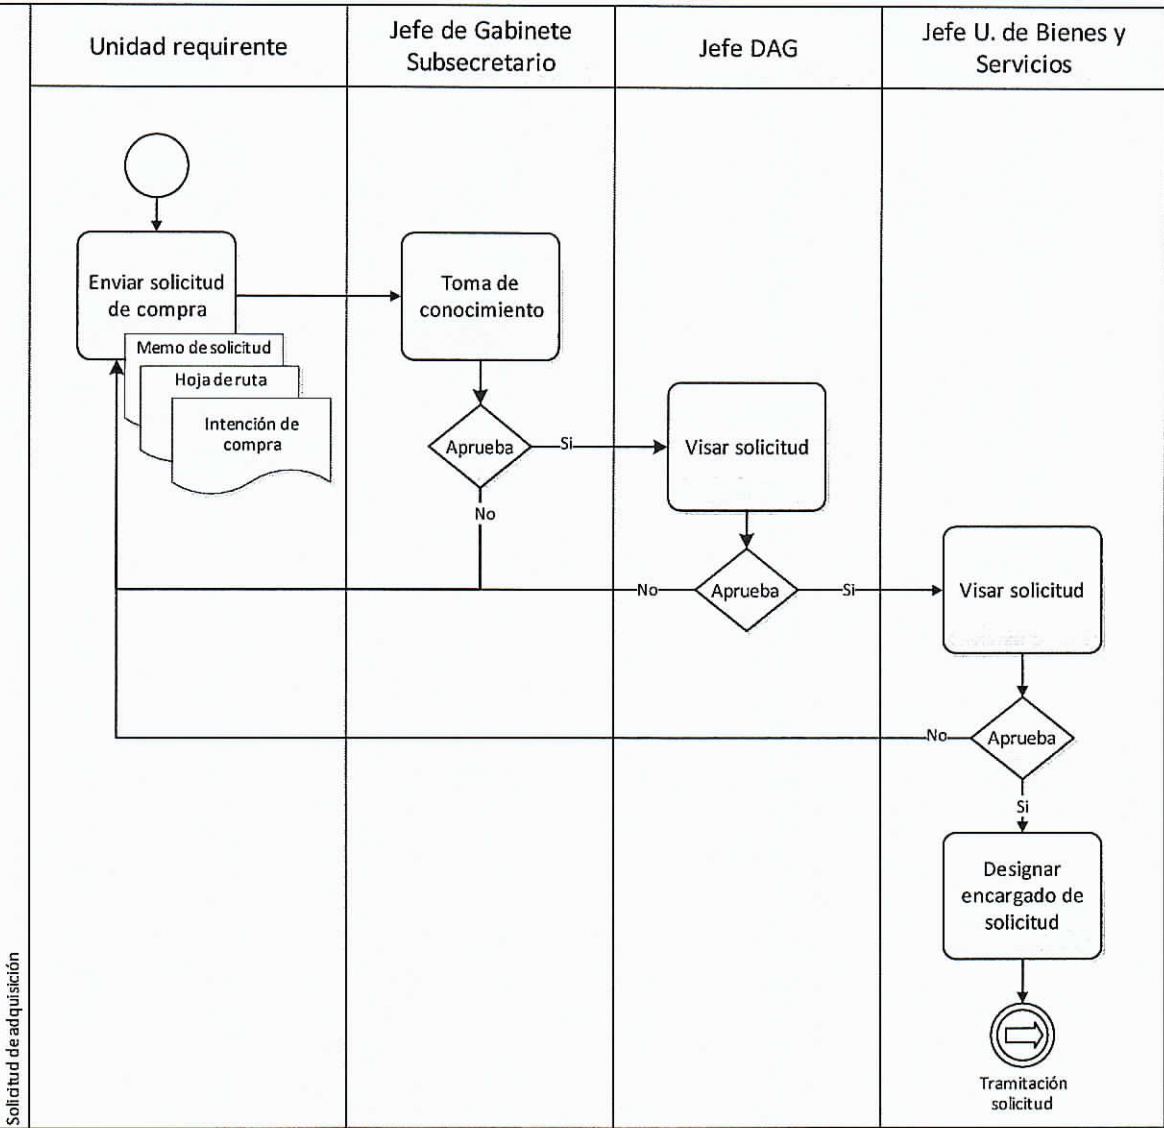 Unidad requirente
Jefe de Gabinete
Subsecretario
Jefe DAG
Jefe U. de Bienes y
Servicios
Enviar solicitud
de compra
Memo de solicitud
Hoja de ruta
Intención de
compra
Toma de
conocimiento
Aprueba
Si
No
Visar solicitud
Aprueba
No
Si
Visar solicitud
Aprueba
No
Si
Designar
encargado de
solicitud
Tramitación
solicitud
Solicitud de adquisición